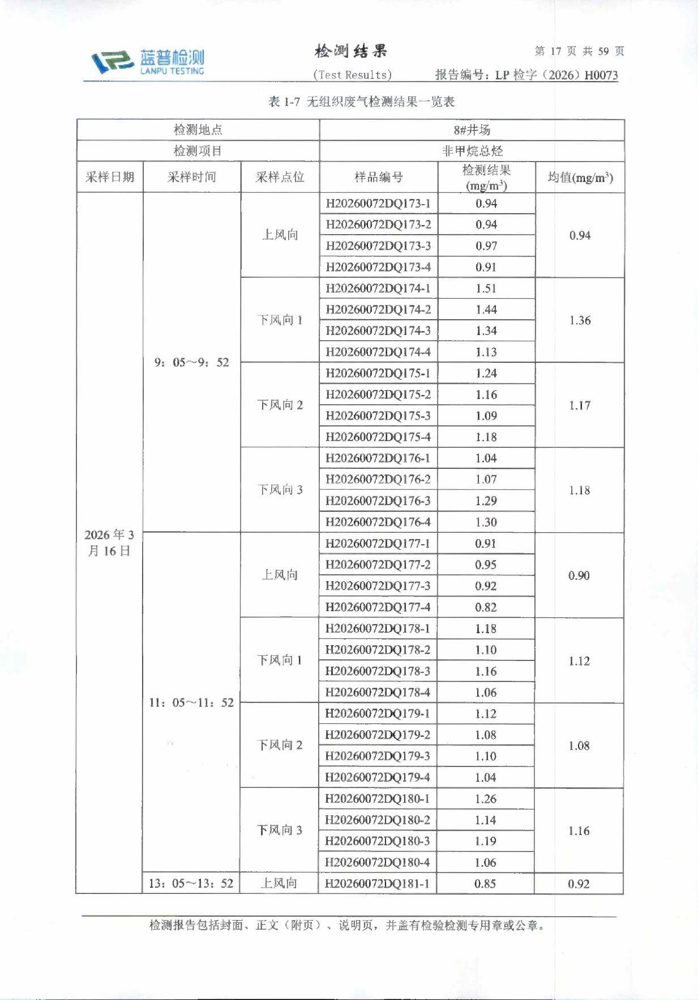 蓝普检测
LANPU TESTING
检测结果
(Test Results)
第 17 页 共 59 页
报告编号：LP 检字（2026）H0073
表 1-7 无组织废气检测结果一览表
检测地点 8#井场
检测项目 非甲烷总烃
采样日期 采样时间 采样点位 样品编号 检测结果(mg/m³) 均值(mg/m³)
2026 年 3 月 16 日
9：05～9：52
上风向 H20260072DQ173-1 0.94 0.94
H20260072DQ173-2 0.94
H20260072DQ173-3 0.97
H20260072DQ173-4 0.91
下风向 1 H20260072DQ174-1 1.51 1.36
H20260072DQ174-2 1.44
H20260072DQ174-3 1.34
H20260072DQ174-4 1.13
下风向 2 H20260072DQ175-1 1.24 1.17
H20260072DQ175-2 1.16
H20260072DQ175-3 1.09
H20260072DQ175-4 1.18
下风向 3 H20260072DQ176-1 1.04 1.18
H20260072DQ176-2 1.07
H20260072DQ176-3 1.29
H20260072DQ176-4 1.30
11：05～11：52
上风向 H20260072DQ177-1 0.91 0.90
H20260072DQ177-2 0.95
H20260072DQ177-3 0.92
H20260072DQ177-4 0.82
下风向 1 H20260072DQ178-1 1.18 1.12
H20260072DQ178-2 1.10
H20260072DQ178-3 1.16
H20260072DQ178-4 1.06
下风向 2 H20260072DQ179-1 1.12 1.08
H20260072DQ179-2 1.08
H20260072DQ179-3 1.10
H20260072DQ179-4 1.04
下风向 3 H20260072DQ180-1 1.26 1.16
H20260072DQ180-2 1.14
H20260072DQ180-3 1.19
H20260072DQ180-4 1.06
13：05～13：52 上风向 H20260072DQ181-1 0.85 0.92
检测报告包括封面、正文（附页）、说明页，并盖有检验检测专用章或公章。